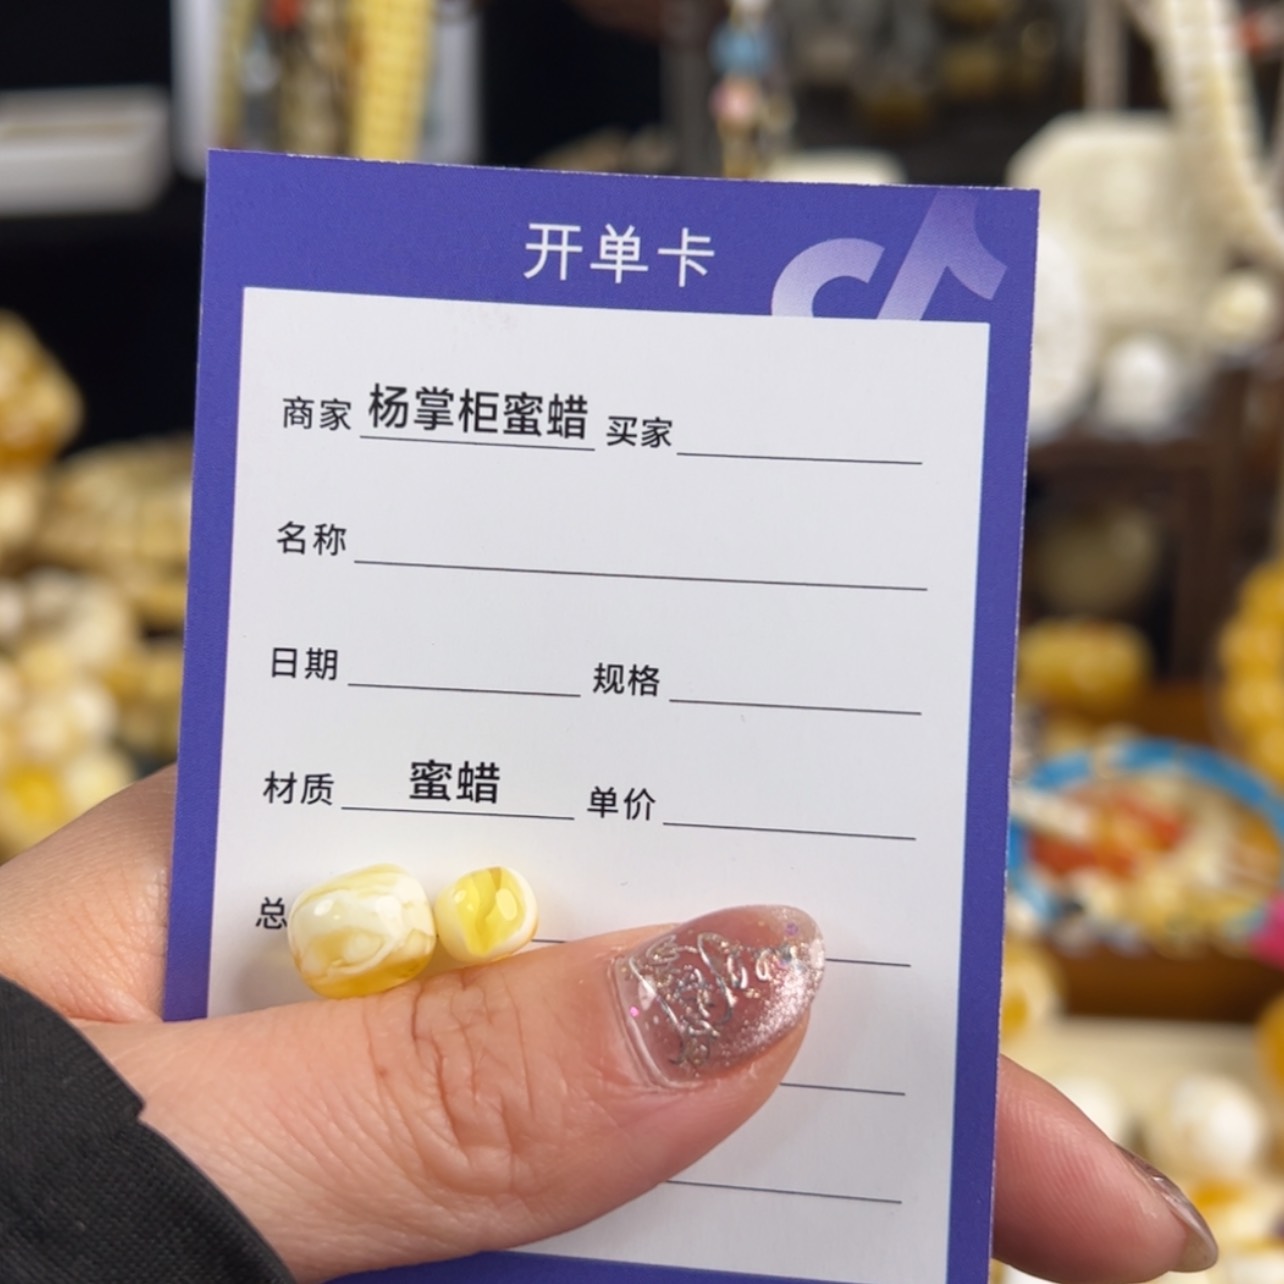 开单卡
商家 杨掌柜蜜蜡 买家
名称
日期 规格
材质 蜜蜡 单价
总